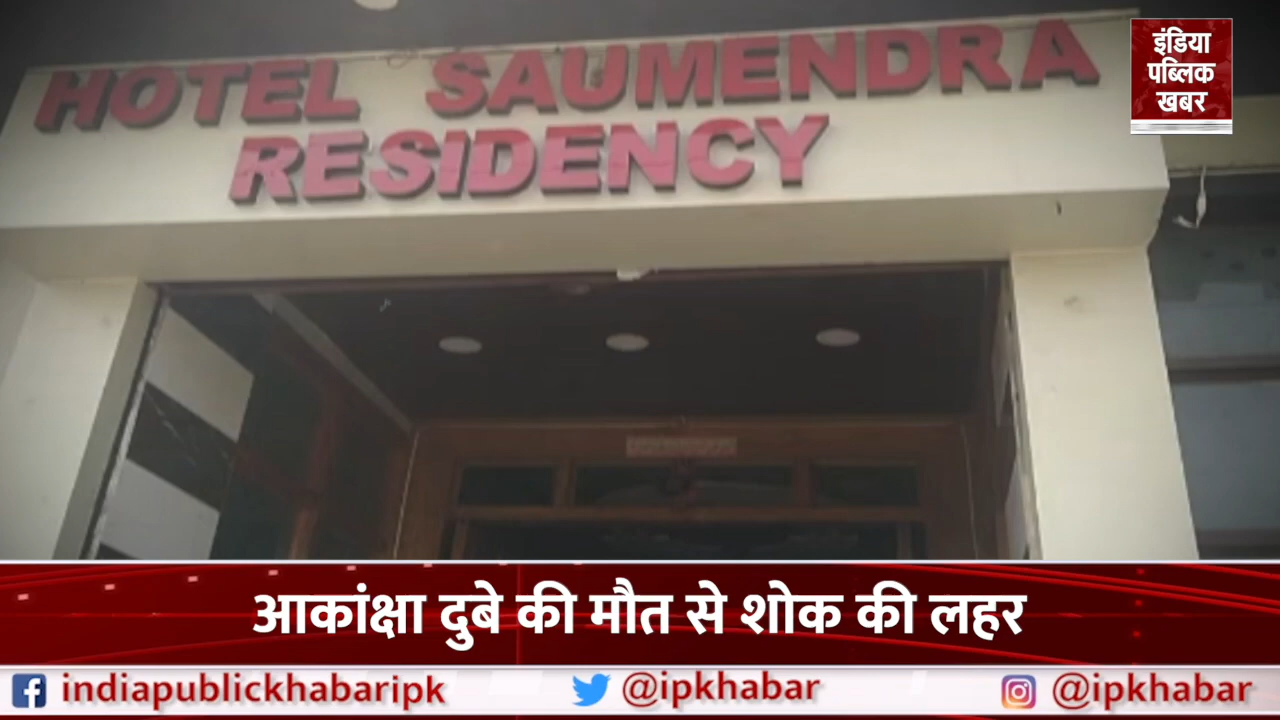 HOTEL SAUMENDRA
RESIDENCY
इंडिया
पब्लिक
खबर
आकांक्षा दुबे की मौत से शोक की लहर
indiapublickhabaripk
@ipkhabar
@ipkhabar